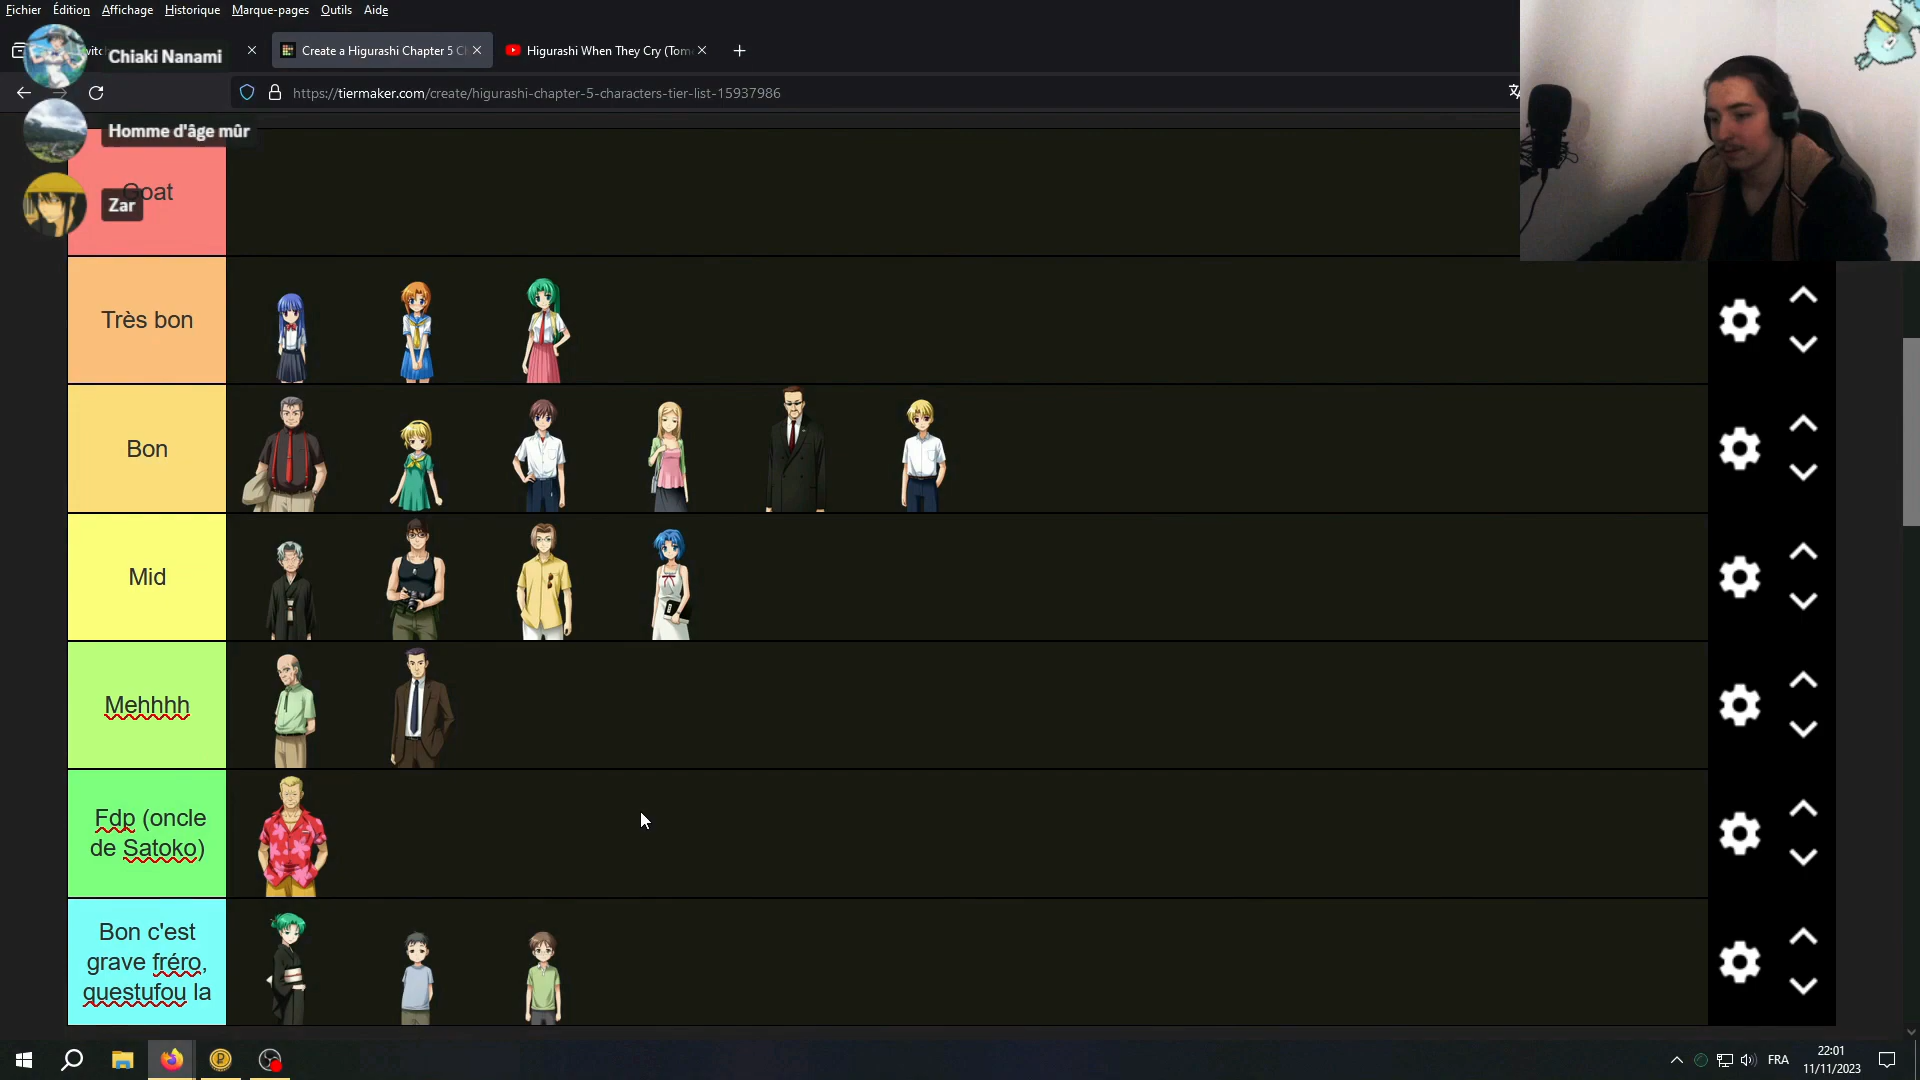 Fichier Édition Affichage Historique Marque-pages Outils Aide
Chiaki Nanami
Create a Higurashi Chapter 5 C
Higurashi When They Cry (Tom
https://tiermaker.com/create/higurashi-chapter-5-characters-tier-list-15937986
Homme d'âge mûr
Goat
Zar
Très bon
Bon
Mid
Mehhhh
Fdp (oncle
de Satoko)
Bon c'est
grave fréro,
questufou la
FRA
22:01
11/11/2023